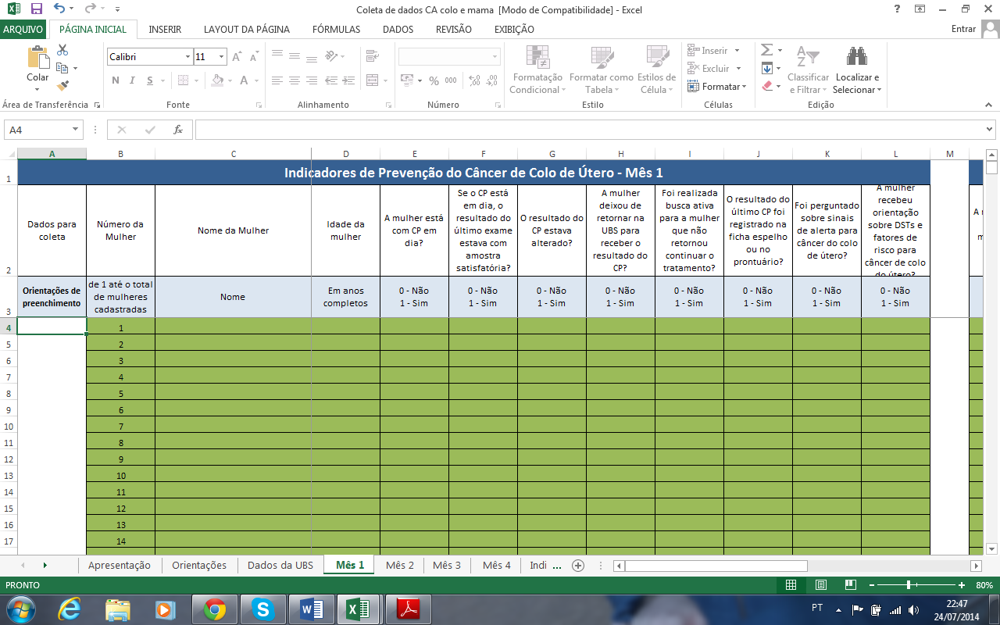 Coleta de dados CA colo e mama [Modo de Compatibilidade] - Excel
ARQUIVO PÁGINA INICIAL INSERIR LAYOUT DA PÁGINA FÓRMULAS DADOS REVISÃO EXIBIÇÃO Entrar
Colar
Calibri 11
N I S
% 000
Formatação Condicional
Formatar como Tabela
Estilos de Célula
Inserir
Excluir
Formatar
Classificar e Filtrar
Localizar e Selecionar
Área de Transferência Fonte Alinhamento Número Estilo Células Edição
A4 fx
A B C D E F G H I J K L M
1 Indicadores de Prevenção do Câncer de Colo de Útero - Mês 1
2
Dados para
coleta
Número da
Mulher
Nome da Mulher
Idade da
mulher
A mulher está
com CP em
dia?
Se o CP está
em dia, o
resultado do
último exame
estava com
amostra
satisfatória?
O resultado do
CP estava
alterado?
A mulher
deixou de
retornar na
UBS para
receber o
resultado do
CP?
Foi realizada
busca ativa
para a mulher
que não
retornou
continuar o
tratamento?
O resultado do
último CP foi
registrado na
ficha espelho
ou no
prontuário?
Foi perguntado
sobre sinais
de alerta para
câncer do colo
de útero?
A mulher
recebeu
orientação
sobre DSTs e
fatores de
risco para
câncer de colo
do útero?
3
Orientações de
preenchimento
de 1 até o total
de mulheres
cadastradas
Nome
Em anos
completos
0 - Não
1 - Sim
0 - Não
1 - Sim
0 - Não
1 - Sim
0 - Não
1 - Sim
0 - Não
1 - Sim
0 - Não
1 - Sim
0 - Não
1 - Sim
0 - Não
1 - Sim
4 1
5 2
6 3
7 4
8 5
9 6
10 7
11 8
12 9
13 10
14 11
15 12
16 13
17 14
Apresentação Orientações Dados da UBS Mês 1 Mês 2 Mês 3 Mês 4 Indi ...
PRONTO 80%
PT 22:47
24/07/2014